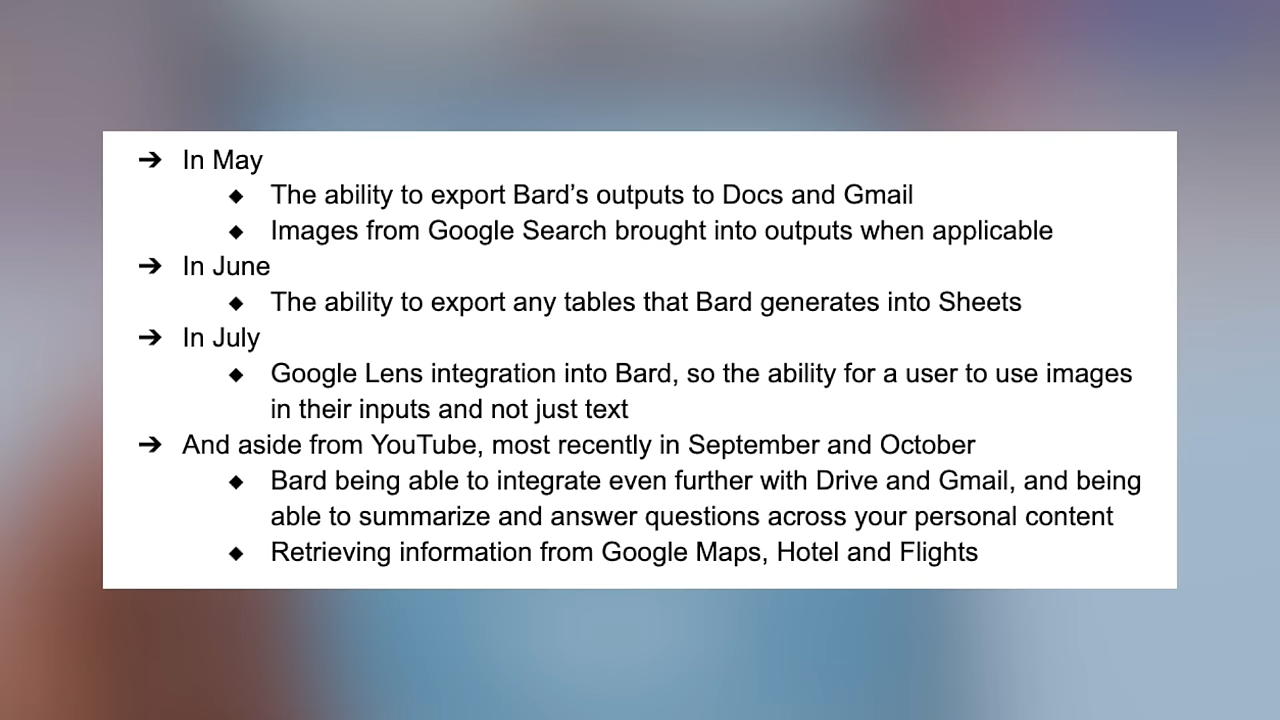 ➔ In May
◆ The ability to export Bard’s outputs to Docs and Gmail
◆ Images from Google Search brought into outputs when applicable
➔ In June
◆ The ability to export any tables that Bard generates into Sheets
➔ In July
◆ Google Lens integration into Bard, so the ability for a user to use images
in their inputs and not just text
➔ And aside from YouTube, most recently in September and October
◆ Bard being able to integrate even further with Drive and Gmail, and being
able to summarize and answer questions across your personal content
◆ Retrieving information from Google Maps, Hotel and Flights